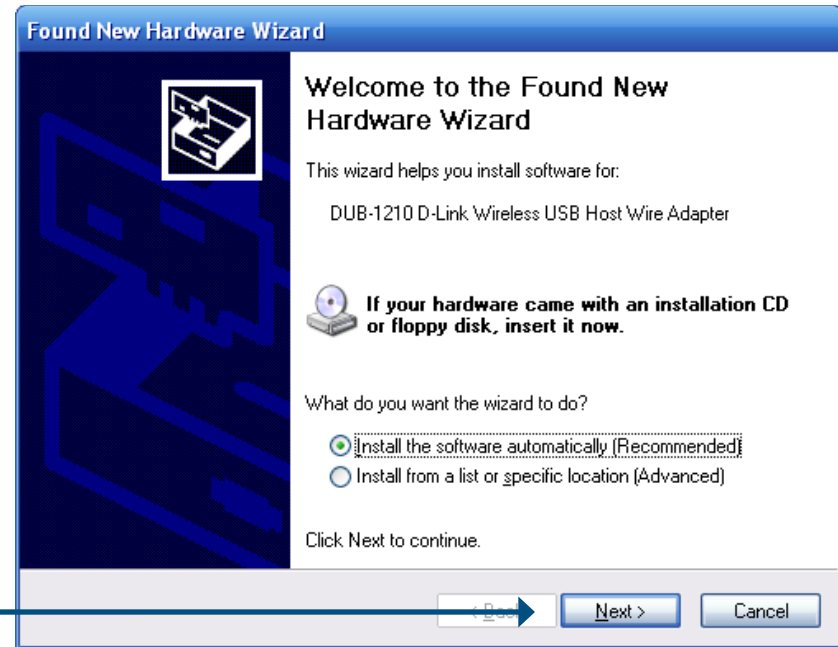 Found New Hardware Wizard
Welcome to the Found New
Hardware Wizard
This wizard helps you install software for:
DUB-1210 D-Link Wireless USB Host Wire Adapter
If your hardware came with an installation CD
or floppy disk, insert it now.
What do you want the wizard to do?
Install the software automatically (Recommended)
Install from a list or specific location (Advanced)
Click Next to continue.
< Back Next > Cancel